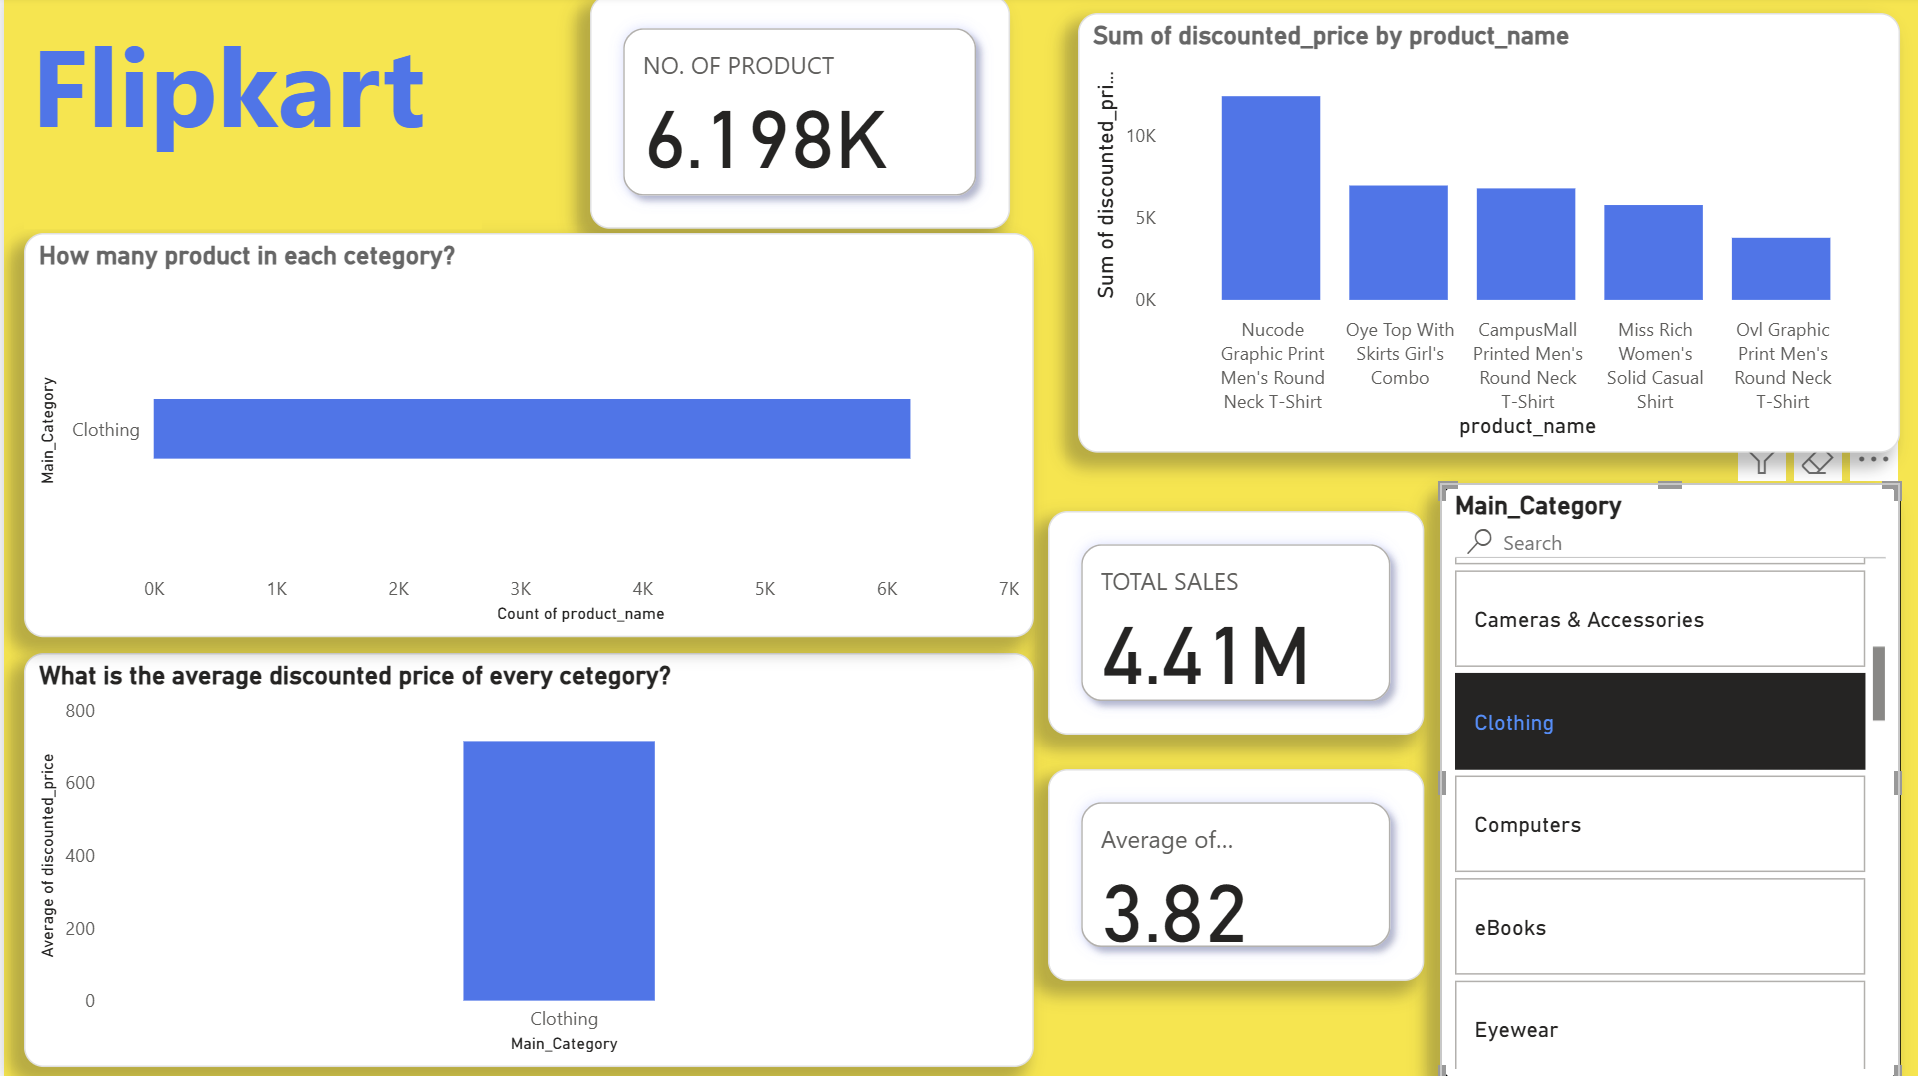 Flipkart
NO. OF PRODUCT
6.198K
Sum of discounted_price by product_name
Sum of discounted_pri...
10K
5K
0K
Nucode
Graphic Print
Men's Round
Neck T-Shirt
Oye Top With
Skirts Girl's
Combo
CampusMall
Printed Men's
Round Neck
T-Shirt
Miss Rich
Women's
Solid Casual
Shirt
Ovl Graphic
Print Men's
Round Neck
T-Shirt
product_name
How many product in each cetegory?
Main_Category
Clothing
0K 1K 2K 3K 4K 5K 6K 7K
Count of product_name
What is the average discounted price of every cetegory?
Average of discounted_price
800
600
400
200
0
Clothing
Main_Category
TOTAL SALES
4.41M
Average of...
3.82
Main_Category
Search
Cameras & Accessories
Clothing
Computers
eBooks
Eyewear